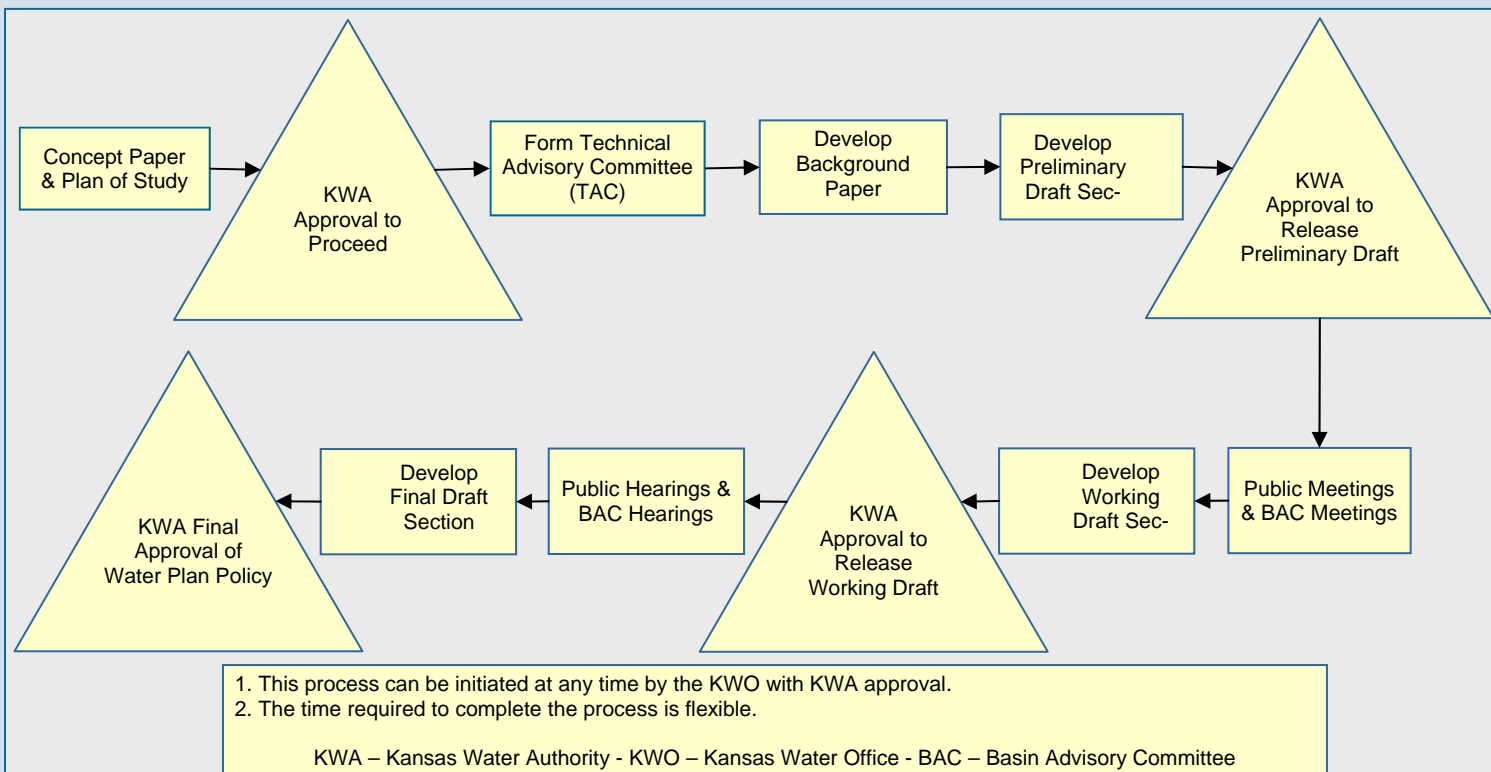 Concept Paper
& Plan of Study
KWA
Approval to
Proceed
Form Technical
Advisory Committee
(TAC)
Develop
Background
Paper
Develop
Preliminary
Draft Sec-
KWA
Approval to
Release
Preliminary Draft
Public Meetings
& BAC Meetings
Develop
Working
Draft Sec-
KWA
Approval to
Release
Working Draft
Public Hearings &
BAC Hearings
Develop
Final Draft
Section
KWA Final
Approval of
Water Plan Policy
1. This process can be initiated at any time by the KWO with KWA approval.
2. The time required to complete the process is flexible.
KWA – Kansas Water Authority - KWO – Kansas Water Office - BAC – Basin Advisory Committee